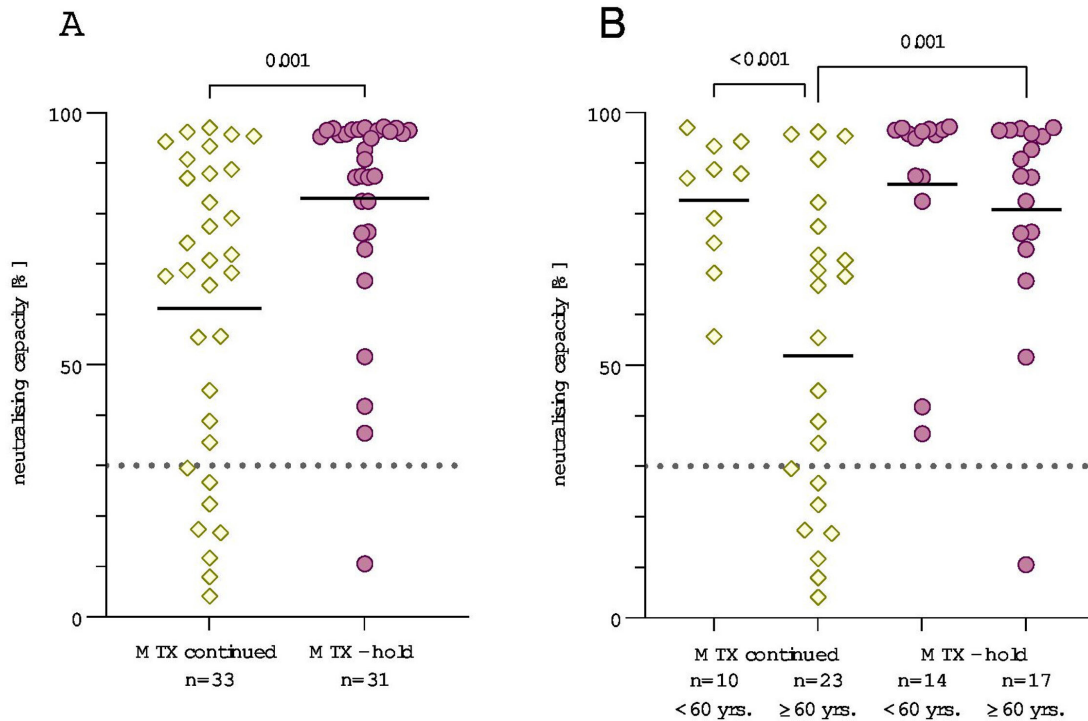 A
0.001
100
50
0
neutralising capacity [%]
MTX continued
n=33
MTX-hold
n=31
B
<0.001
0.001
100
50
0
neutralising capacity [%]
MTX continued
MTX-hold
n=10
n=23
n=14
n=17
<60 yrs.
≥60 yrs.
<60 yrs.
≥60 yrs.